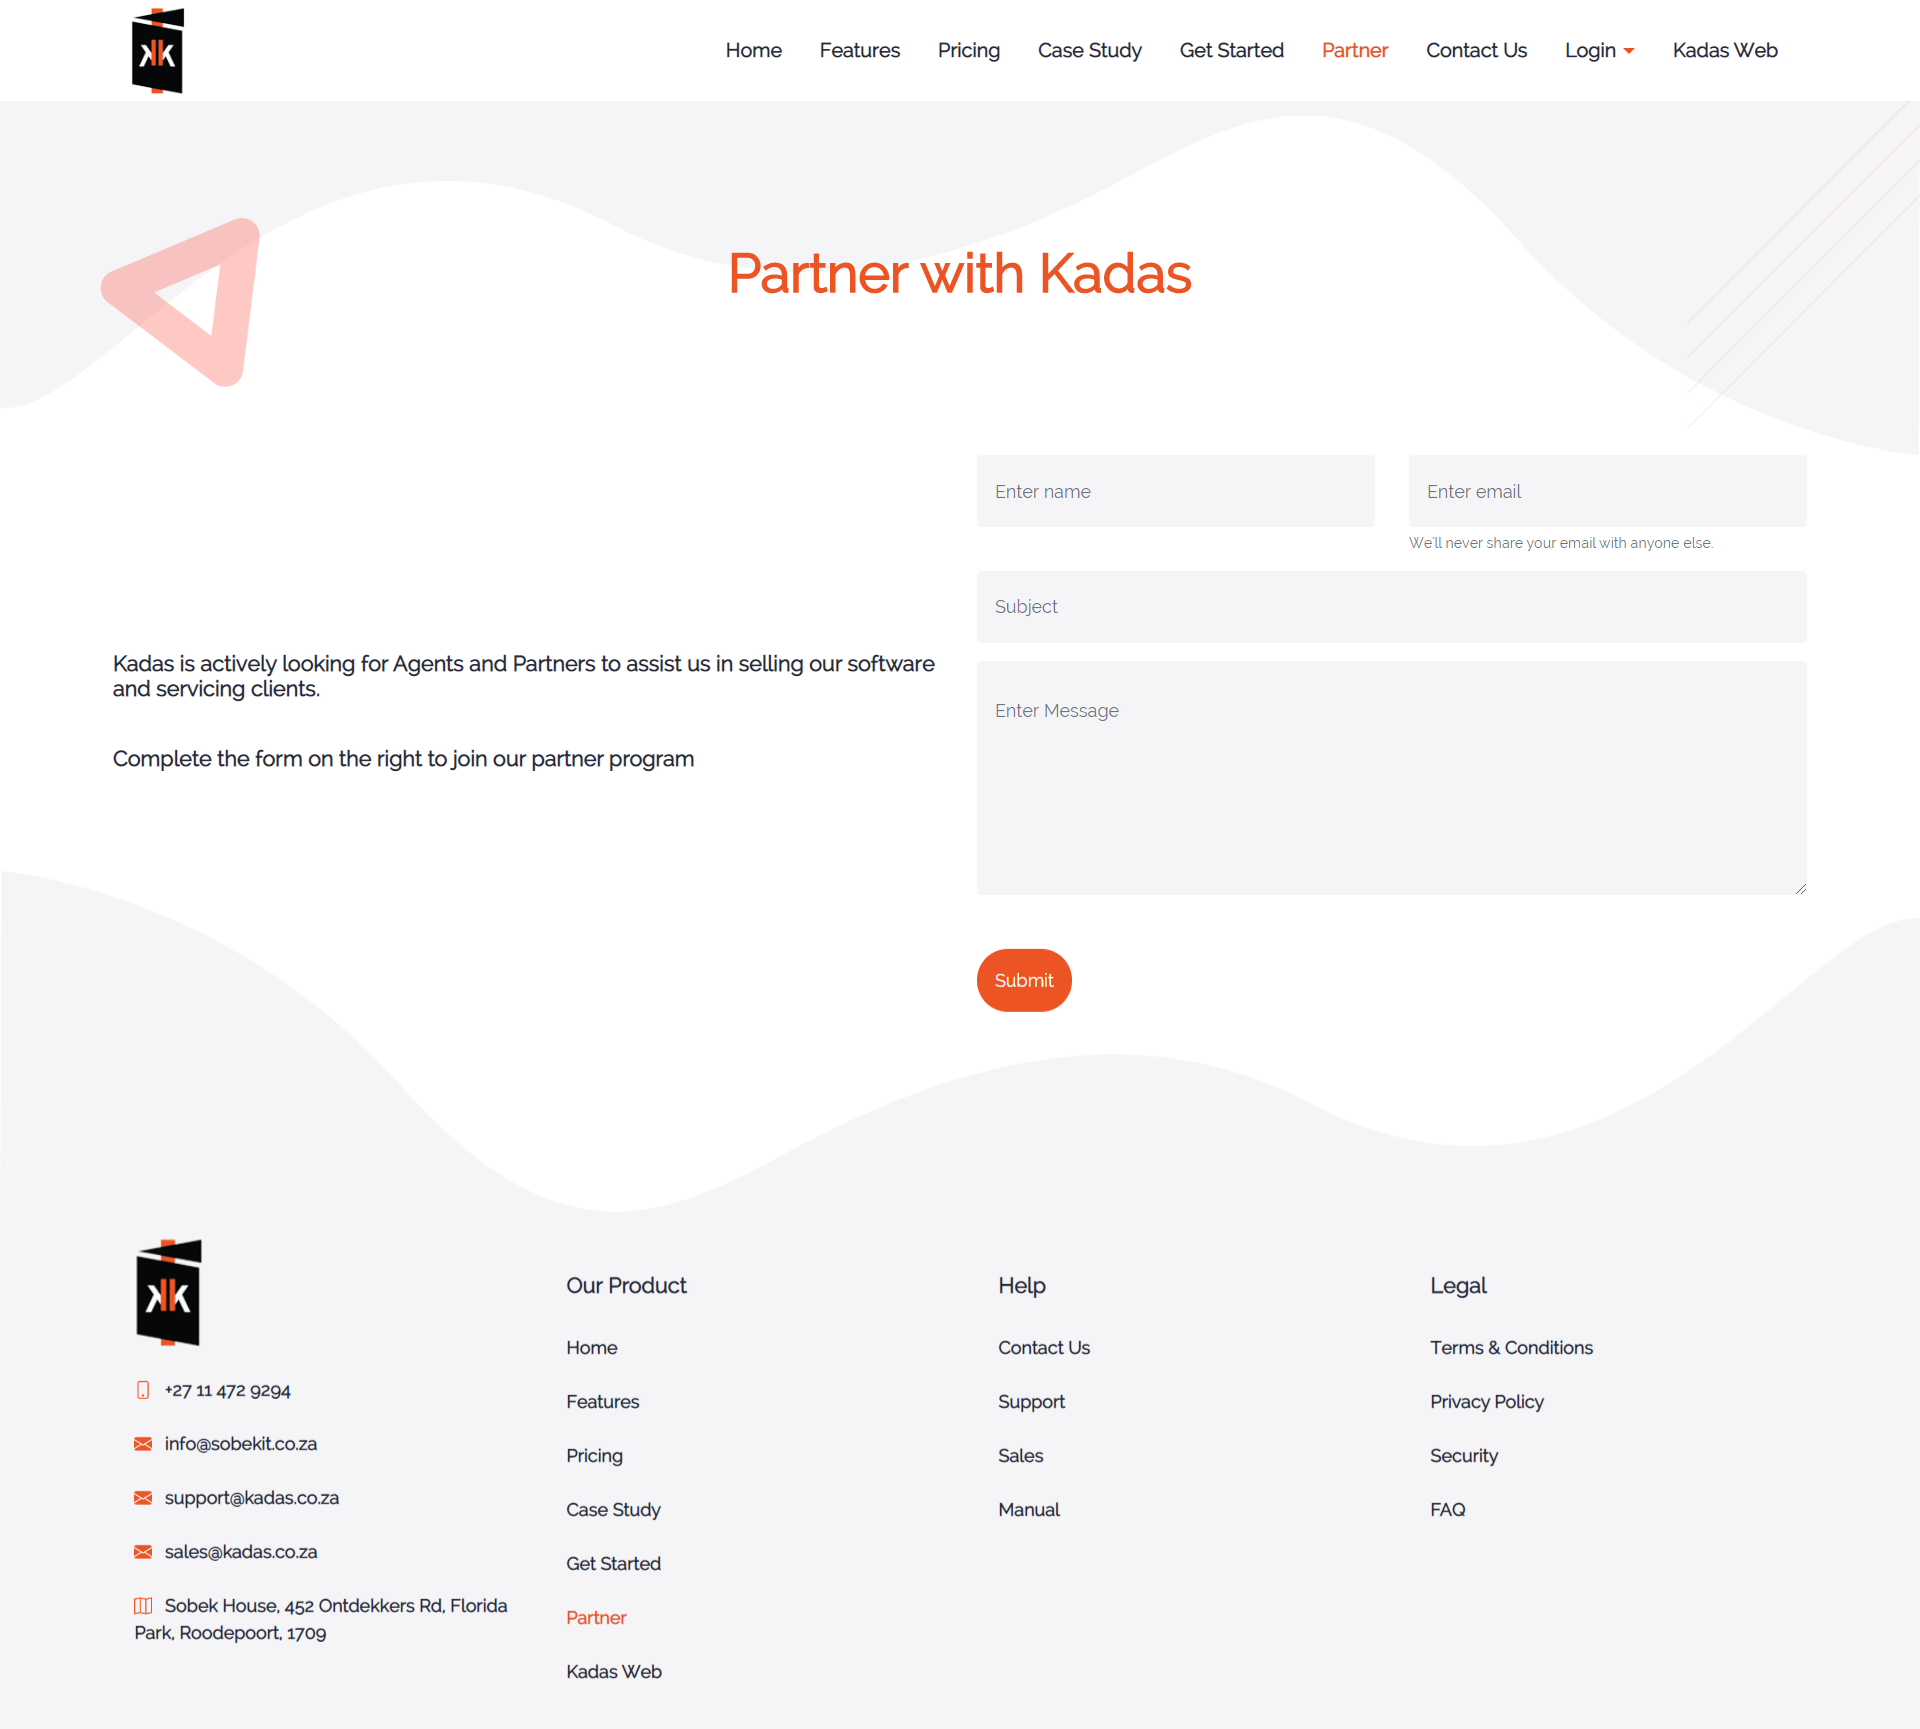 Home Features Pricing Case Study Get Started Partner Contact Us Login Kadas Web
Partner with Kadas
Enter name
Enter email
We'll never share your email with anyone else.
Subject
Kadas is actively looking for Agents and Partners to assist us in selling our software
and servicing clients.
Enter Message
Complete the form on the right to join our partner program
Submit
+27 11 472 9294
info@sobekit.co.za
support@kadas.co.za
sales@kadas.co.za
Sobek House, 452 Ontdekkers Rd, Florida
Park, Roodepoort, 1709
Our Product
Home
Features
Pricing
Case Study
Get Started
Partner
Kadas Web
Help
Contact Us
Support
Sales
Manual
Legal
Terms & Conditions
Privacy Policy
Security
FAQ